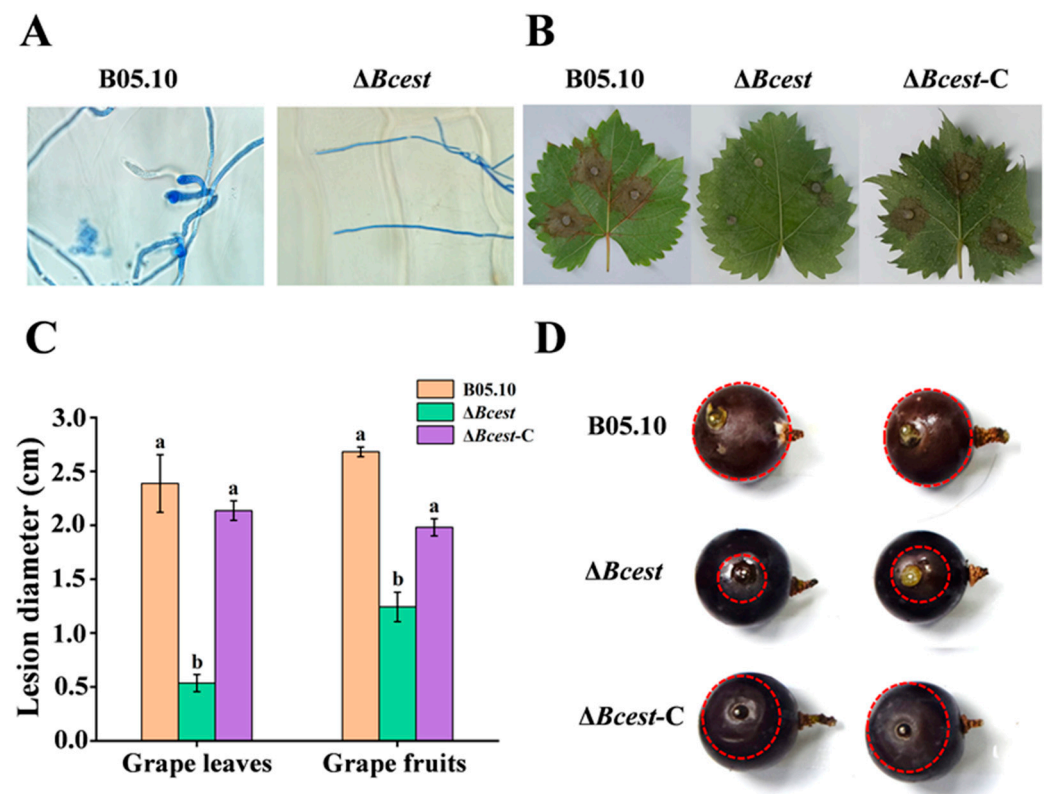 A
B05.10 ΔBcest
B
B05.10 ΔBcest ΔBcest-C
C
B05.10
ΔBcest
ΔBcest-C
Lesion diameter (cm)
3.0
2.5
2.0
1.5
1.0
0.5
0.0
a
b
a
a
b
a
Grape leaves Grape fruits
D
B05.10
ΔBcest
ΔBcest-C